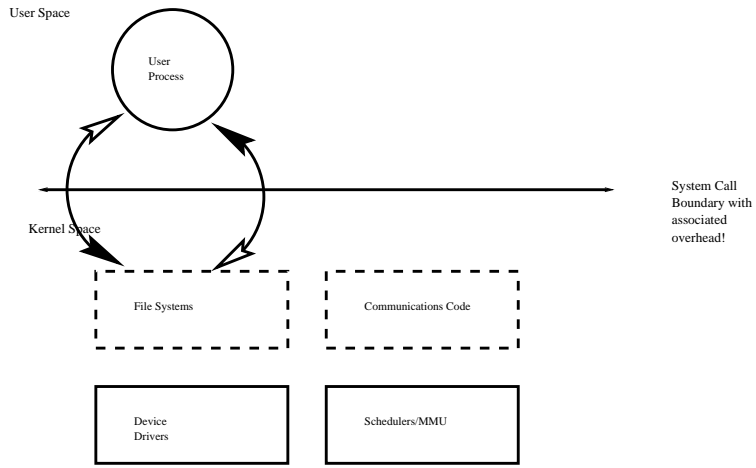 User Space
User
Process
System Call
Boundary with
associated
overhead!
Kernel Space
File Systems
Communications Code
Device
Drivers
Schedulers/MMU